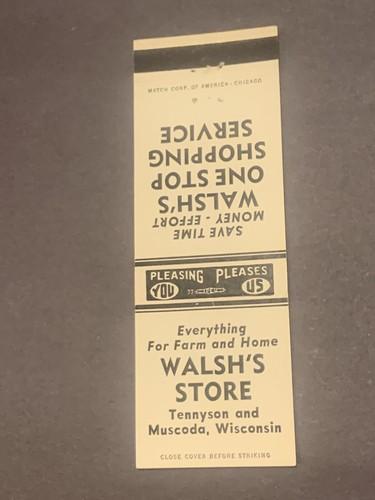 MATCH CORP. OF AMERICA - CHICAGO
SAVE TIME
MONEY - EFFORT
WALSH'S
ONE STOP
SHOPPING
SERVICE
PLEASING PLEASES
YOU US
Everything
For Farm and Home
WALSH'S
STORE
Tennyson and
Muscoda, Wisconsin
CLOSE COVER BEFORE STRIKING